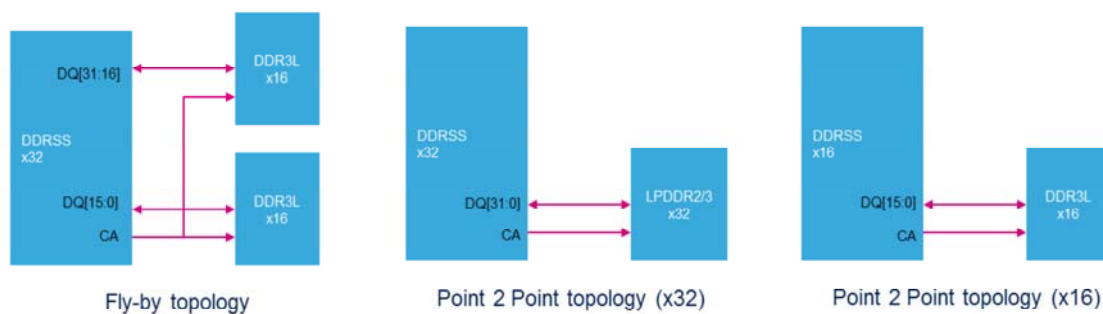 DQ[31:16]
DDR3L
x16
DDRSS
x32
DQ[15:0]
CA
DDR3L
x16
Fly-by topology
DDRSS
x32
DQ[31:0]
CA
LPDDR2/3
x32
Point 2 Point topology (x32)
DDRSS
x16
DQ[15:0]
CA
DDR3L
x16
Point 2 Point topology (x16)